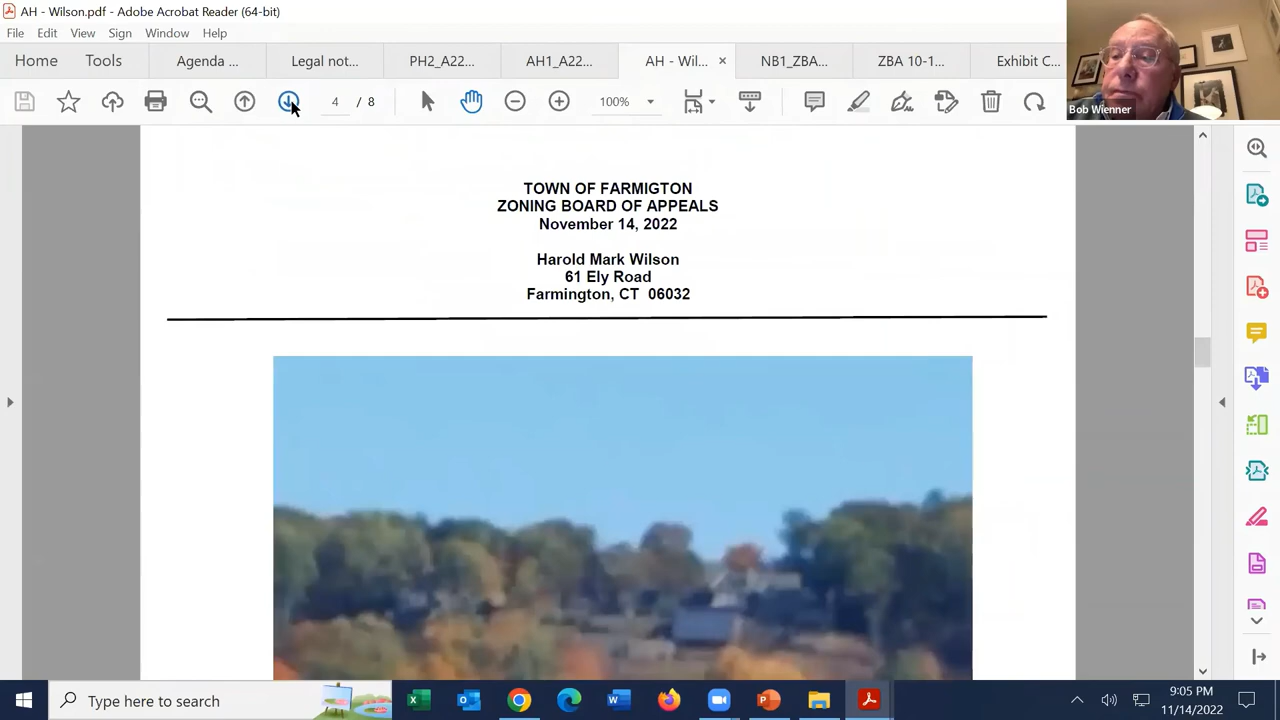 AH - Wilson.pdf - Adobe Acrobat Reader (64-bit)
File Edit View Sign Window Help
Home Tools Agenda ... Legal not... PH2_A22... AH1_A22... AH - Wil... × NB1_ZBA... ZBA 10-1... Exhibit C...
Bob Wienner
4 / 8 100%
TOWN OF FARMIGTON
ZONING BOARD OF APPEALS
November 14, 2022
Harold Mark Wilson
61 Ely Road
Farmington, CT 06032
Type here to search
9:05 PM
11/14/2022